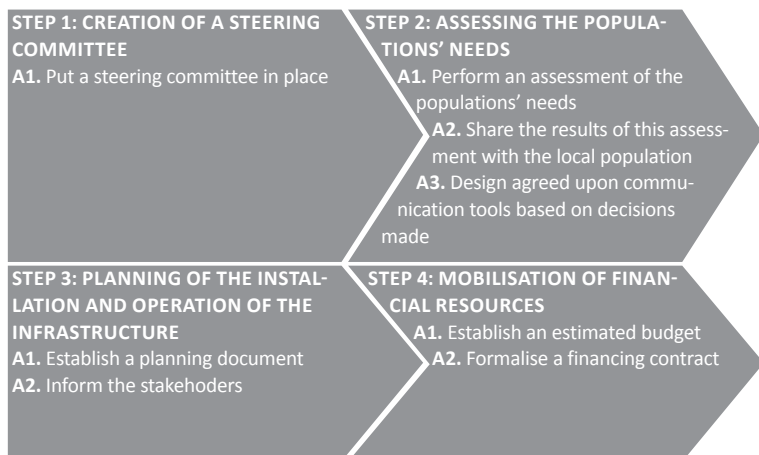 STEP 1: CREATION OF A STEERING
COMMITTEE
A1. Put a steering committee in place
STEP 2: ASSESSING THE POPULA-
TIONS’ NEEDS
A1. Perform an assessment of the
populations’ needs
A2. Share the results of this assess-
ment with the local population
A3. Design agreed upon commu-
nication tools based on decisions
made
STEP 3: PLANNING OF THE INSTAL-
LATION AND OPERATION OF THE
INFRASTRUCTURE
A1. Establish a planning document
A2. Inform the stakehoders
STEP 4: MOBILISATION OF FINAN-
CIAL RESOURCES
A1. Establish an estimated budget
A2. Formalise a financing contract